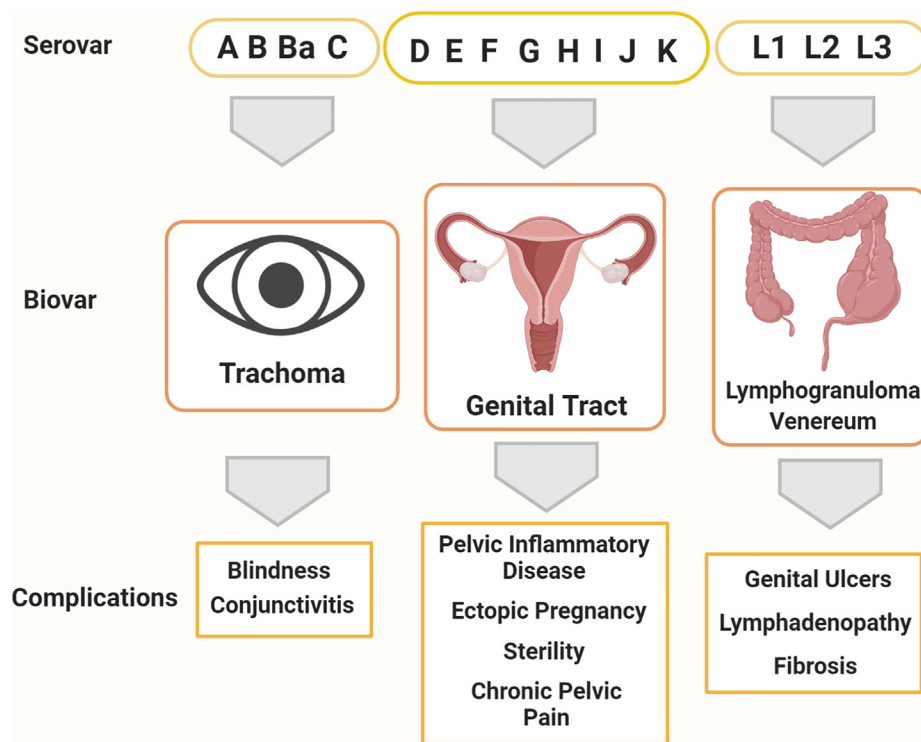 Serovar
A B Ba C
D E F G H I J K
L1 L2 L3
Biovar
Trachoma
Genital Tract
Lymphogranuloma
Venereum
Complications
Blindness
Conjunctivitis
Pelvic Inflammatory
Disease
Ectopic Pregnancy
Sterility
Chronic Pelvic
Pain
Genital Ulcers
Lymphadenopathy
Fibrosis